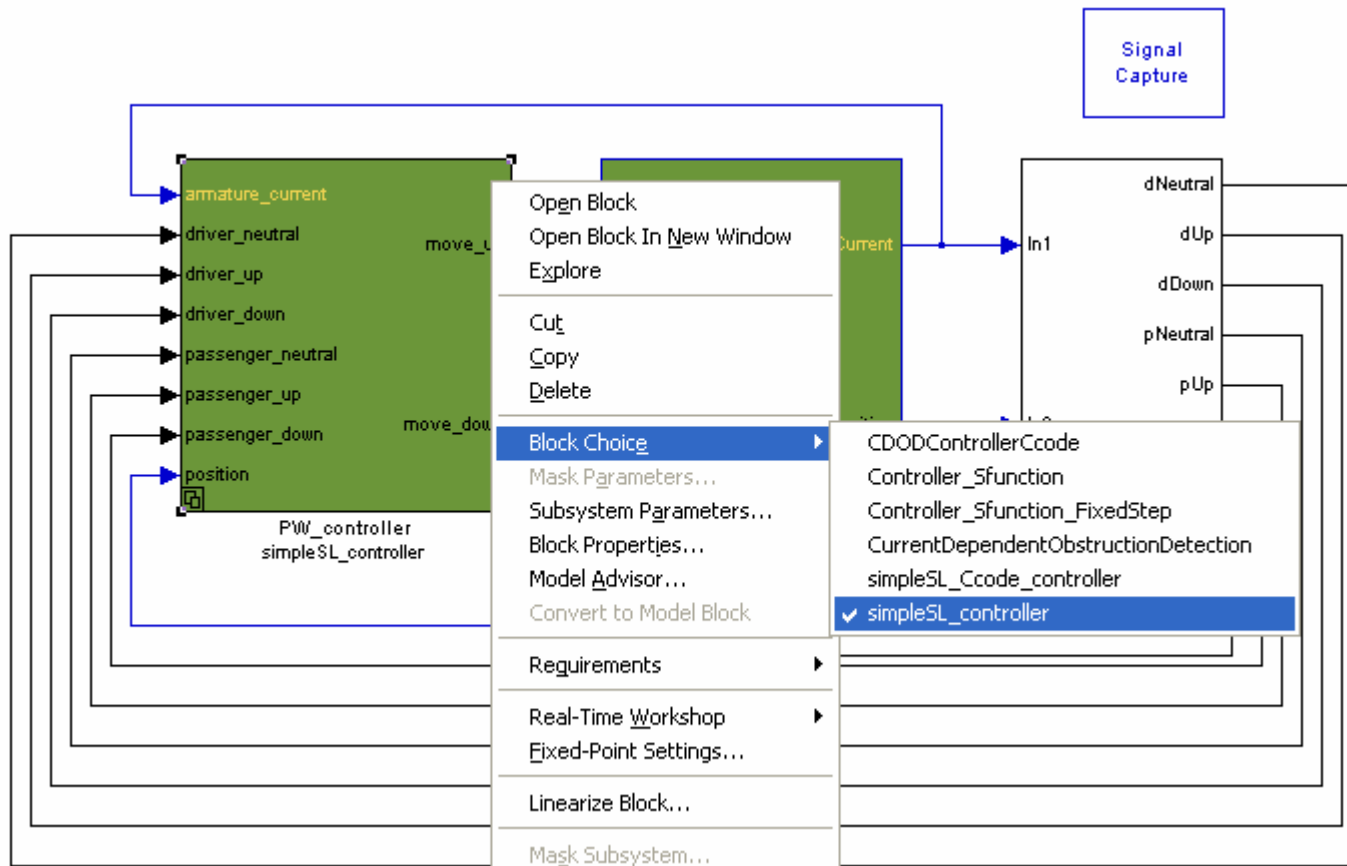 Signal
Capture
armature_current
driver_neutral
driver_up
driver_down
passenger_neutral
passenger_up
passenger_down
position
move_u
move_dow
PW_controller
simpleSL_controller
Open Block
Open Block In New Window
Explore
Cut
Copy
Delete
Block Choice
Mask Parameters...
Subsystem Parameters...
Block Properties...
Model Advisor...
Convert to Model Block
Requirements
Real-Time Workshop
Fixed-Point Settings...
Linearize Block...
Mask Subsystem...
CDODControllerCcode
Controller_Sfunction
Controller_Sfunction_FixedStep
CurrentDependentObstructionDetection
simpleSL_Ccode_controller
simpleSL_controller
Current
In1
dNeutral
dUp
dDown
pNeutral
pUp